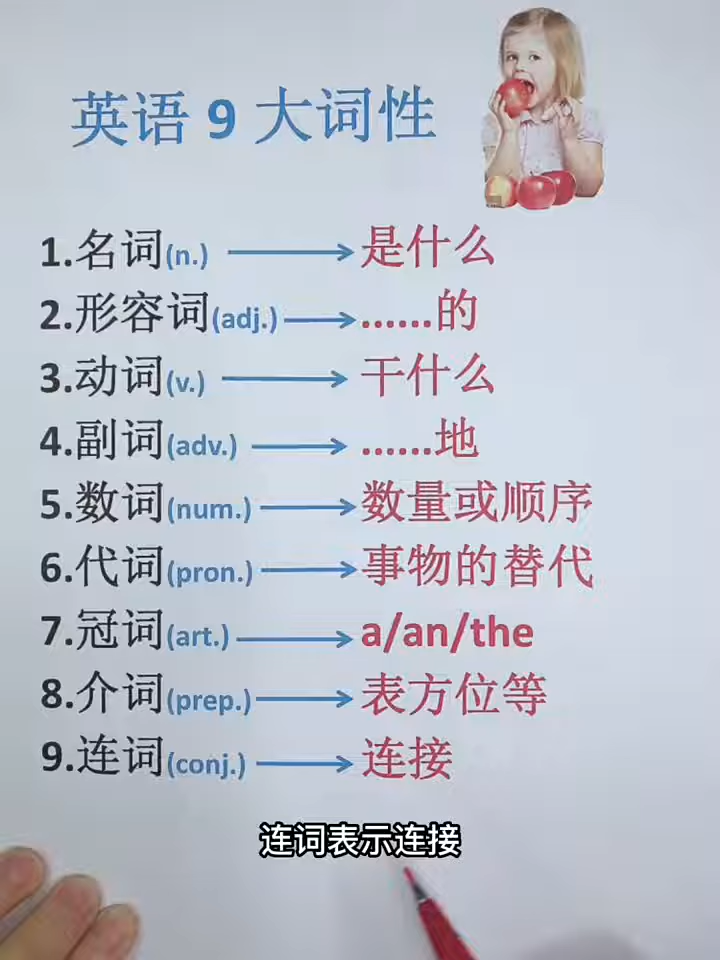 英语9大词性
1.名词(n.) 是什么
2.形容词(adj.) ......的
3.动词(v.) 干什么
4.副词(adv.) ......地
5.数词(num.) 数量或顺序
6.代词(pron.) 事物的替代
7.冠词(art.) a/an/the
8.介词(prep.) 表方位等
9.连词(conj.) 连接
连词表示连接